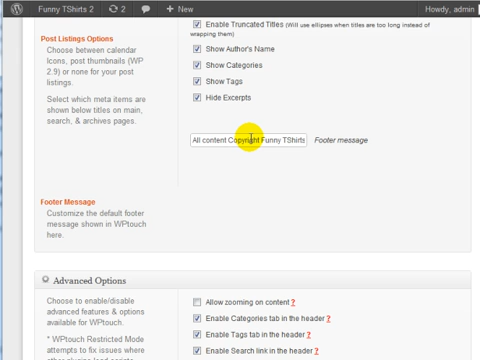 Funny TShirts 2
2
New
Howdy, admin
Enable Truncated Titles (Will use ellipses when titles are too long instead of
wrapping them)
Post Listings Options
Choose between calendar
Icons, post thumbnails (WP
2.9) or none for your post
listings.
Select which meta items are
shown below titles on main,
search, & archives pages.
Show Author's Name
Show Categories
Show Tags
Hide Excerpts
All content Copyright Funny TShirts
Footer message
Footer Message
Customize the default footer
message shown in WPtouch
here.
Advanced Options
Choose to enable/disable
advanced features & options
available for WPtouch.
* WPtouch Restricted Mode
attempts to fix issues where
Allow zooming on content ?
Enable Categories tab in the header ?
Enable Tags tab in the header ?
Enable Search link in the header ?